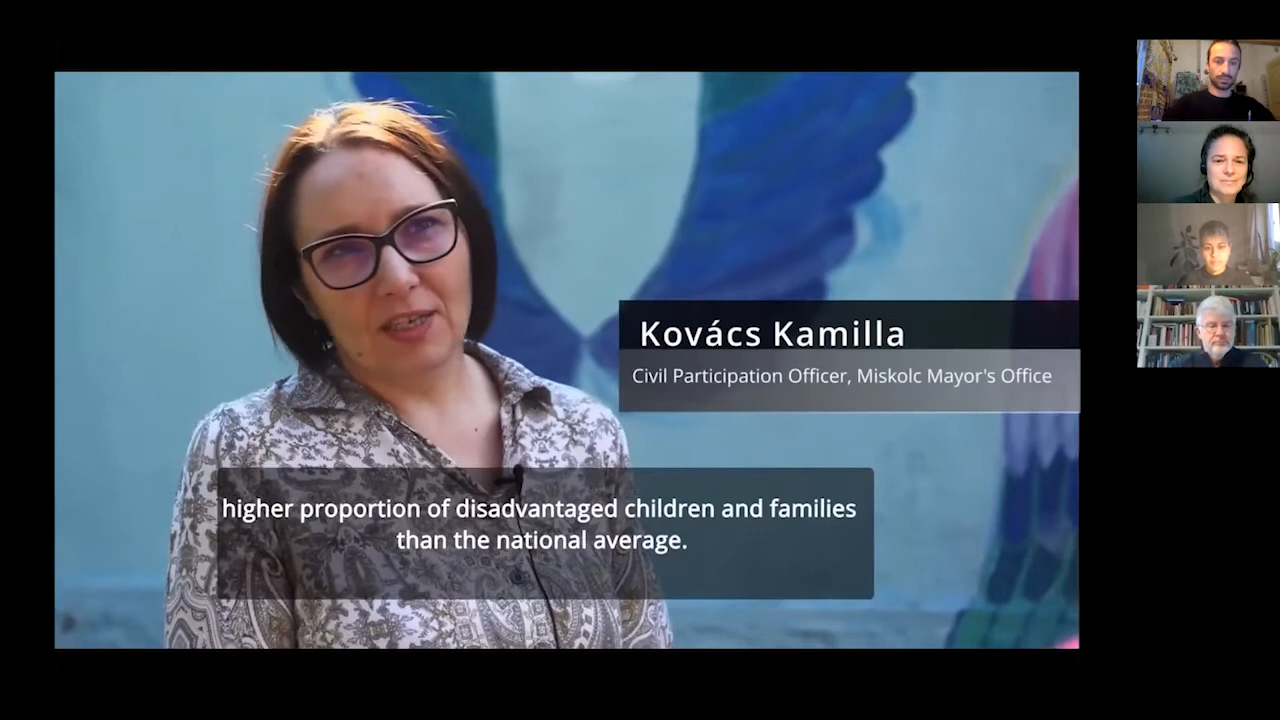 Kovács Kamilla
Civil Participation Officer, Miskolc Mayor's Office
higher proportion of disadvantaged children and families
than the national average.